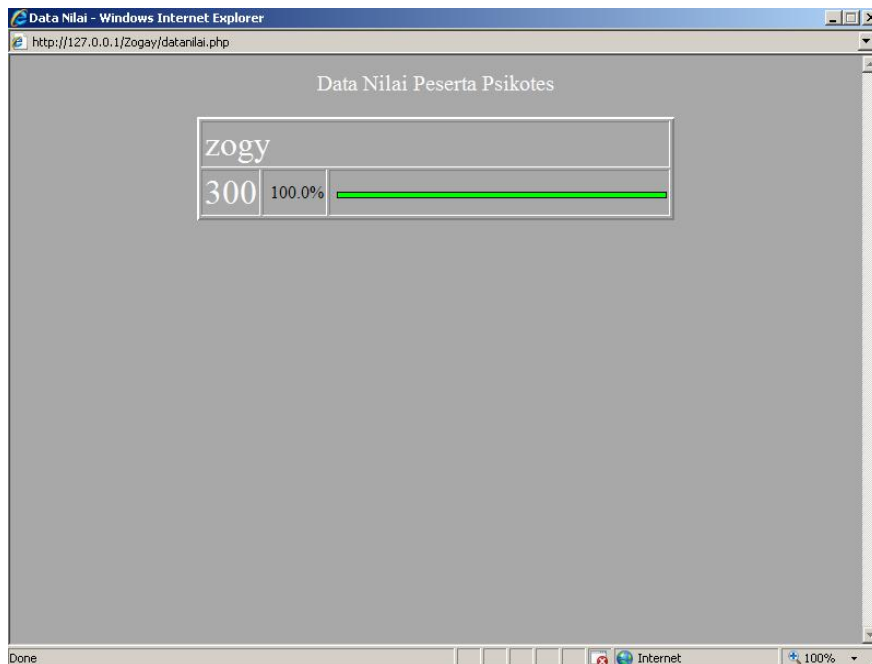 Data Nilai - Windows Internet Explorer
http://127.0.0.1/Zogay/datanilai.php
Data Nilai Peserta Psikotes
zogy
300 100.0%
Done Internet 100%